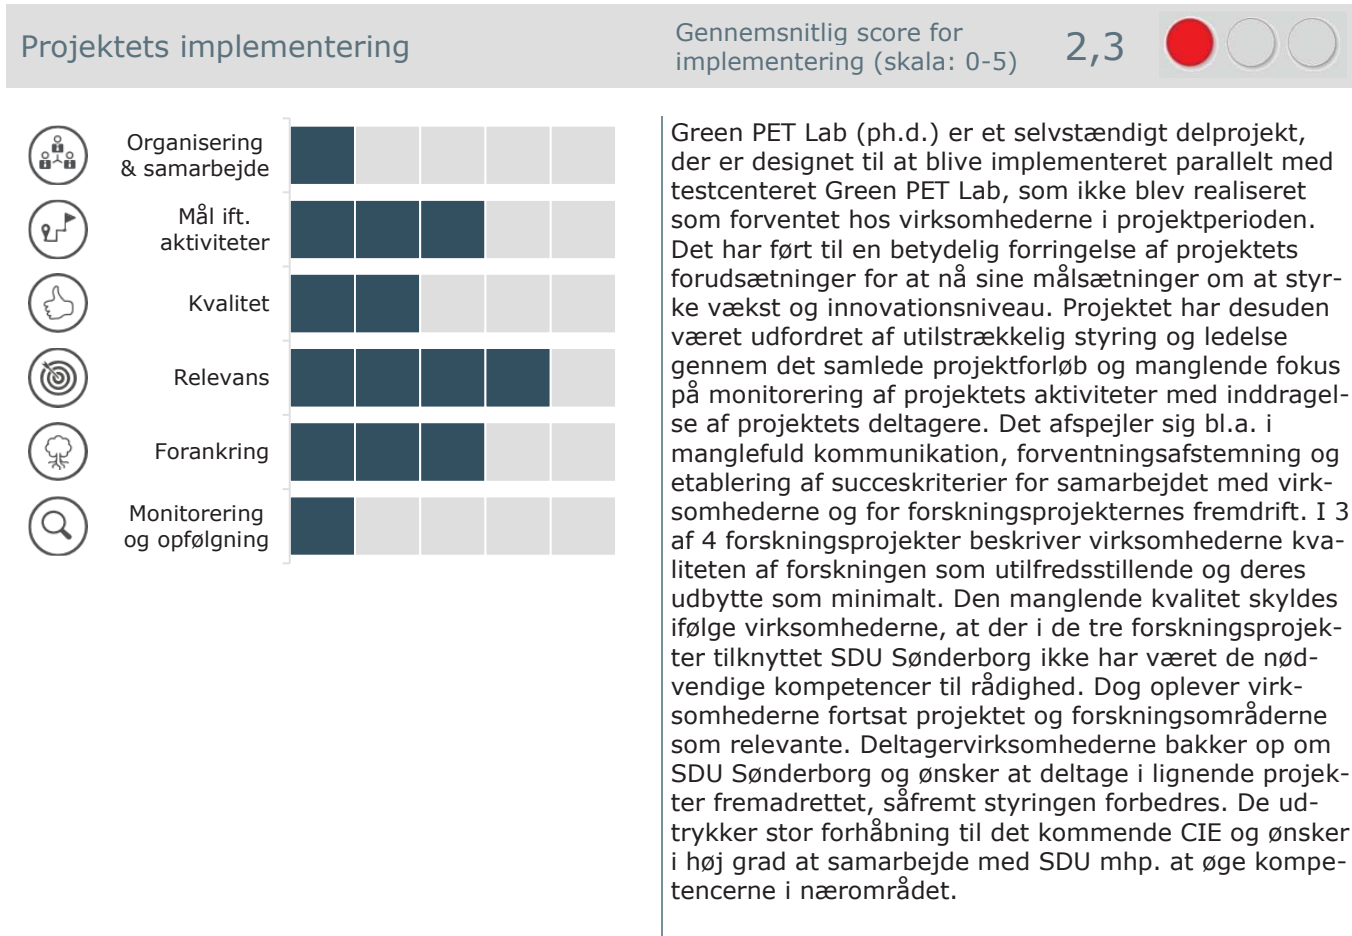 Projektets implementering
Gennemsnitlig score for
implementering (skala: 0-5)
2,3
Organisering
& samarbejde
Mål ift.
aktiviteter
Kvalitet
Relevans
Forankring
Monitorering
og opfølgning
Green PET Lab (ph.d.) er et selvstændigt delprojekt,
der er designet til at blive implementeret parallelt med
testcenteret Green PET Lab, som ikke blev realiseret
som forventet hos virksomhederne i projektperioden.
Det har ført til en betydelig forringelse af projektets
forudsætninger for at nå sine målsætninger om at styr-
ke vækst og innovationsniveau. Projektet har desuden
været udfordret af utilstrækkelig styring og ledelse
gennem det samlede projektforløb og manglende fokus
på monitorering af projektets aktiviteter med inddragel-
se af projektets deltagere. Det afspejler sig bl.a. i
manglefuld kommunikation, forventningsafstemning og
etablering af succeskriterier for samarbejdet med virk-
somhederne og for forskningsprojekternes fremdrift. I 3
af 4 forskningsprojekter beskriver virksomhederne kva-
liteten af forskningen som utilfredsstillende og deres
udbytte som minimalt. Den manglende kvalitet skyldes
ifølge virksomhederne, at der i de tre forskningsprojek-
ter tilknyttet SDU Sønderborg ikke har været de nød-
vendige kompetencer til rådighed. Dog oplever virk-
somhederne fortsat projektet og forskningsområderne
som relevante. Deltagervirksomhederne bakker op om
SDU Sønderborg og ønsker at deltage i lignende projek-
ter fremadrettet, såfremt styringen forbedres. De ud-
trykker stor forhåbning til det kommende CIE og ønsker
i høj grad at samarbejde med SDU mhp. at øge kompe-
tencerne i nærområdet.